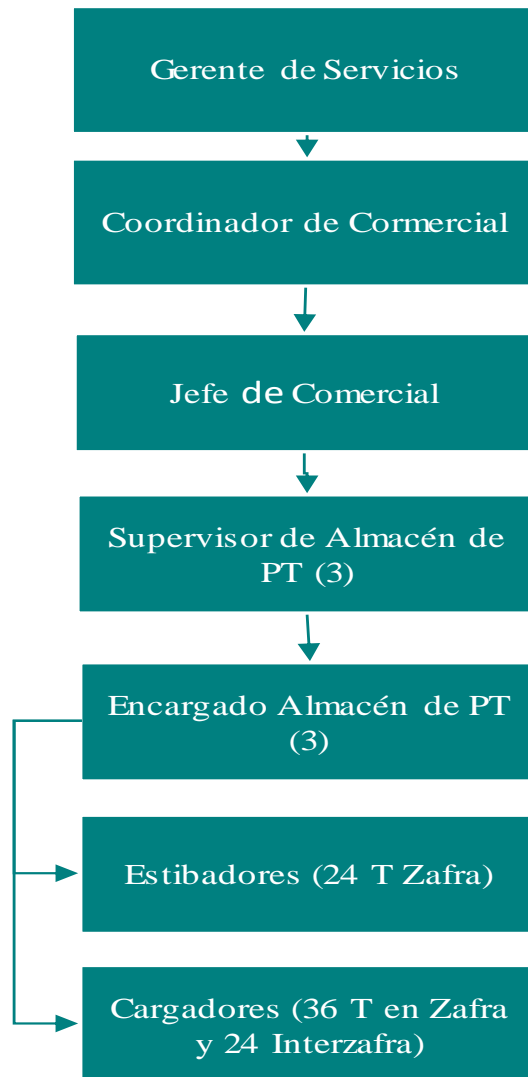 Gerente de Servicios
Coordinador de Cormercial
Jefe de Comercial
Supervisor de Almacén de
PT (3)
Encargado Almacén de PT
(3)
Estibadores (24 T Zafra)
Cargadores (36 T en Zafra
y 24 Interzafra)